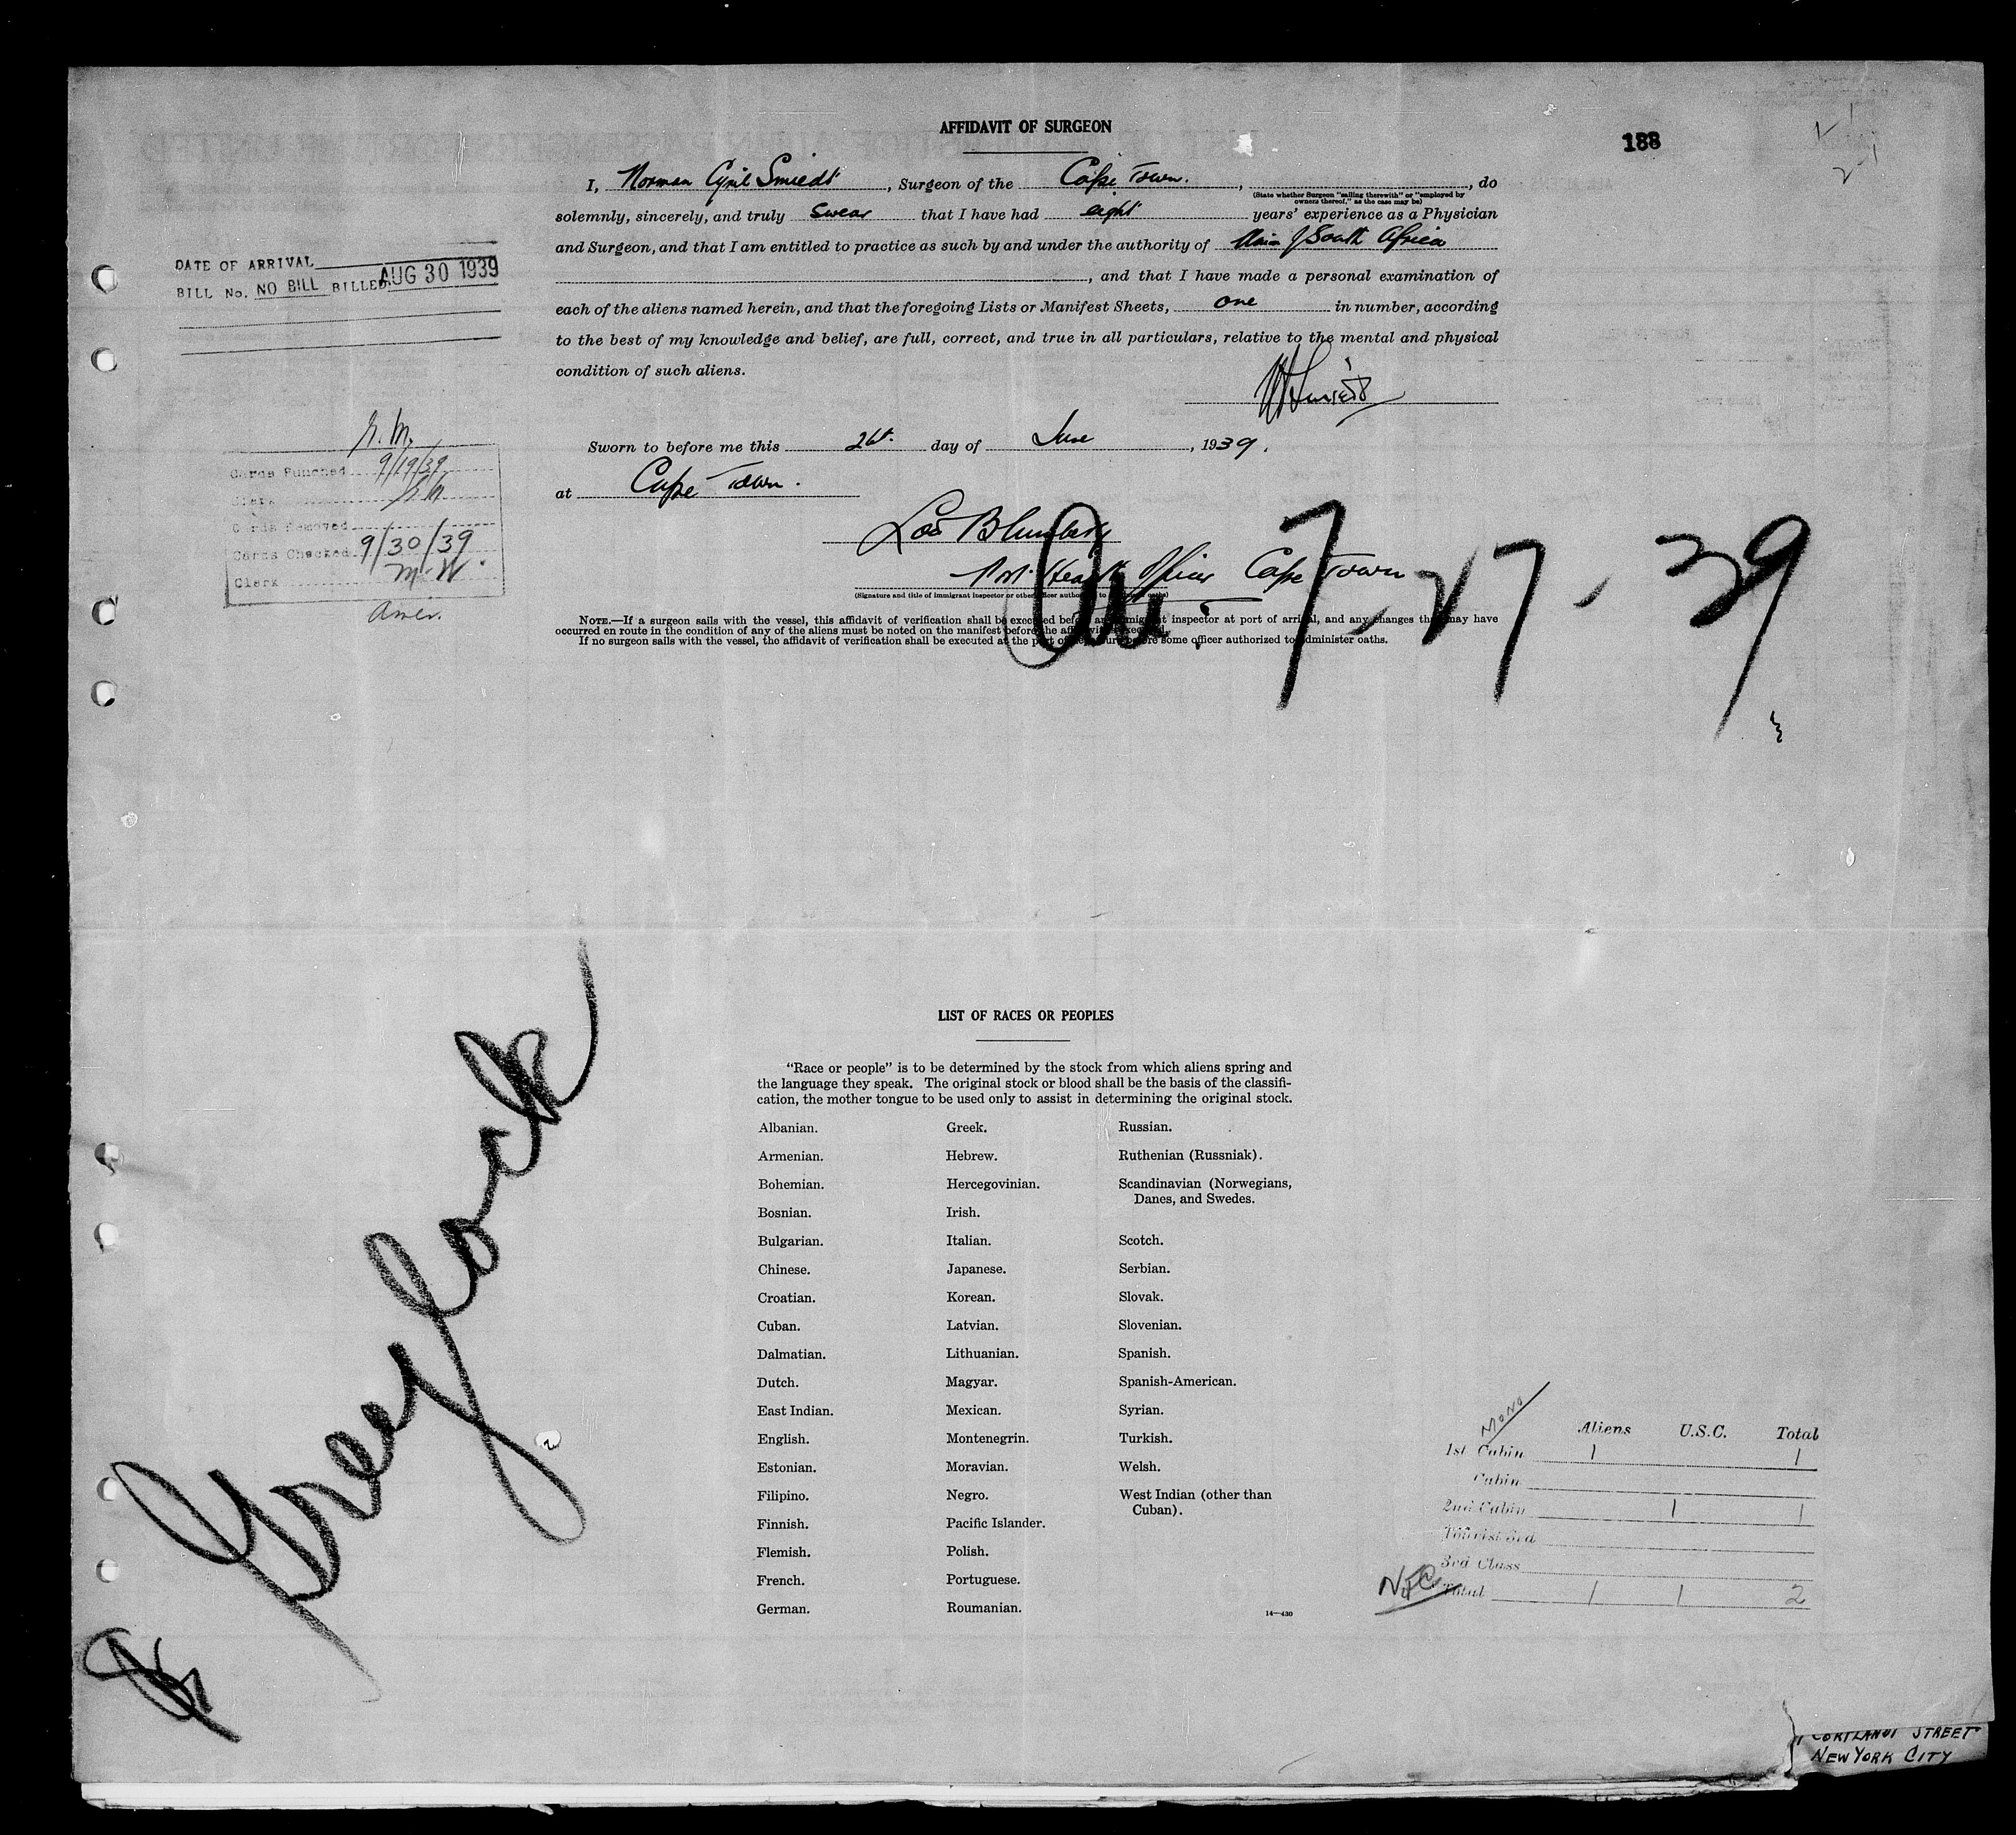 AFFIDAVIT OF SURGEON
188
I, Norman Cyril Smiedt, Surgeon of the Cape Town., , do
(State whether Surgeon "sailing therewith" or "employed by
owners thereof," as the case may be)
solemnly, sincerely, and truly swear that I have had eight years' experience as a Physician
and Surgeon, and that I am entitled to practice as such by and under the authority of Union of South Africa
, and that I have made a personal examination of
each of the aliens named herein, and that the foregoing Lists or Manifest Sheets, one in number, according
to the best of my knowledge and belief, are full, correct, and true in all particulars, relative to the mental and physical
condition of such aliens.
Sworn to before me this day of June, 1939.
at Cape Town.
Port Health Officer Cape Town
(Signature and title of immigrant inspector or other officer authorized to administer oaths)
NOTE.—If a surgeon sails with the vessel, this affidavit of verification shall be executed before an immigrant inspector at port of arrival, and any changes that may have
occurred en route in the condition of any of the aliens must be noted on the manifest before the affidavit is executed.
If no surgeon sails with the vessel, the affidavit of verification shall be executed at the port of departure before some officer authorized to administer oaths.
7-27-39
DATE OF ARRIVAL
BILL No. NO BILL BILLED AUG 30 1939
Cards Punched 9/19/39
Clerk
Cards Removed
Cards Checked 9/30/39
Clerk M.W.
Amer.
Greylock
LIST OF RACES OR PEOPLES
"Race or people" is to be determined by the stock from which aliens spring and
the language they speak. The original stock or blood shall be the basis of the classifi-
cation, the mother tongue to be used only to assist in determining the original stock.
Albanian.
Armenian.
Bohemian.
Bosnian.
Bulgarian.
Chinese.
Croatian.
Cuban.
Dalmatian.
Dutch.
East Indian.
English.
Estonian.
Filipino.
Finnish.
Flemish.
French.
German.
Greek.
Hebrew.
Hercegovinian.
Irish.
Italian.
Japanese.
Korean.
Latvian.
Lithuanian.
Magyar.
Mexican.
Montenegrin.
Moravian.
Negro.
Pacific Islander.
Polish.
Portuguese.
Roumanian.
Russian.
Ruthenian (Russniak).
Scandinavian (Norwegians,
Danes, and Swedes.
Scotch.
Serbian.
Slovak.
Slovenian.
Spanish.
Spanish-American.
Syrian.
Turkish.
Welsh.
West Indian (other than
Cuban).
14—430
MONO
Aliens U.S.C. Total
1st Cabin 1 1
Cabin
2nd Cabin 1 1
Tourist 3rd
3rd Class
Total 1 1 2
CORTLANDT STREET
NEW YORK CITY